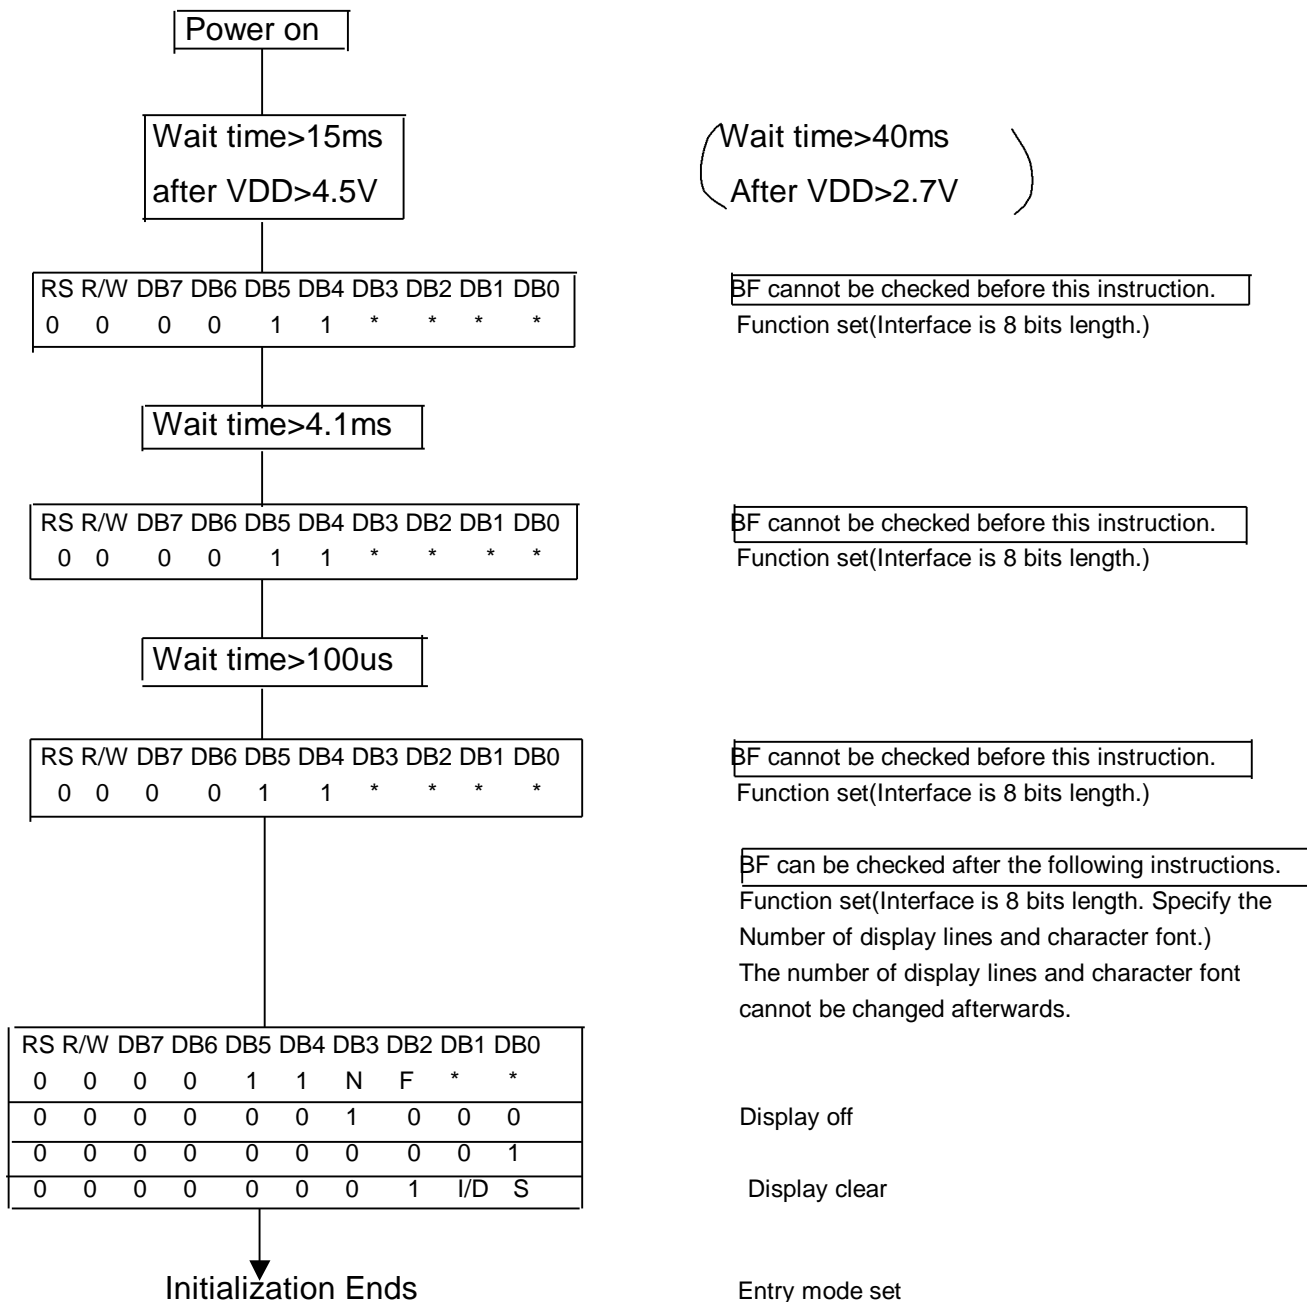 Power on
Wait time>15ms
after VDD>4.5V
Wait time>40ms
After VDD>2.7V
RS R/W DB7 DB6 DB5 DB4 DB3 DB2 DB1 DB0
0 0 0 0 1 1 * * * *
BF cannot be checked before this instruction.
Function set(Interface is 8 bits length.)
Wait time>4.1ms
RS R/W DB7 DB6 DB5 DB4 DB3 DB2 DB1 DB0
0 0 0 0 1 1 * * * *
BF cannot be checked before this instruction.
Function set(Interface is 8 bits length.)
Wait time>100us
RS R/W DB7 DB6 DB5 DB4 DB3 DB2 DB1 DB0
0 0 0 0 1 1 * * * *
BF cannot be checked before this instruction.
Function set(Interface is 8 bits length.)
BF can be checked after the following instructions.
Function set(Interface is 8 bits length. Specify the
Number of display lines and character font.)
The number of display lines and character font
cannot be changed afterwards.
RS R/W DB7 DB6 DB5 DB4 DB3 DB2 DB1 DB0
0 0 0 0 1 1 N F * *
0 0 0 0 0 0 1 0 0 0
Display off
0 0 0 0 0 0 0 0 0 1
0 0 0 0 0 0 0 1 I/D S
Display clear
Initialization Ends
Entry mode set